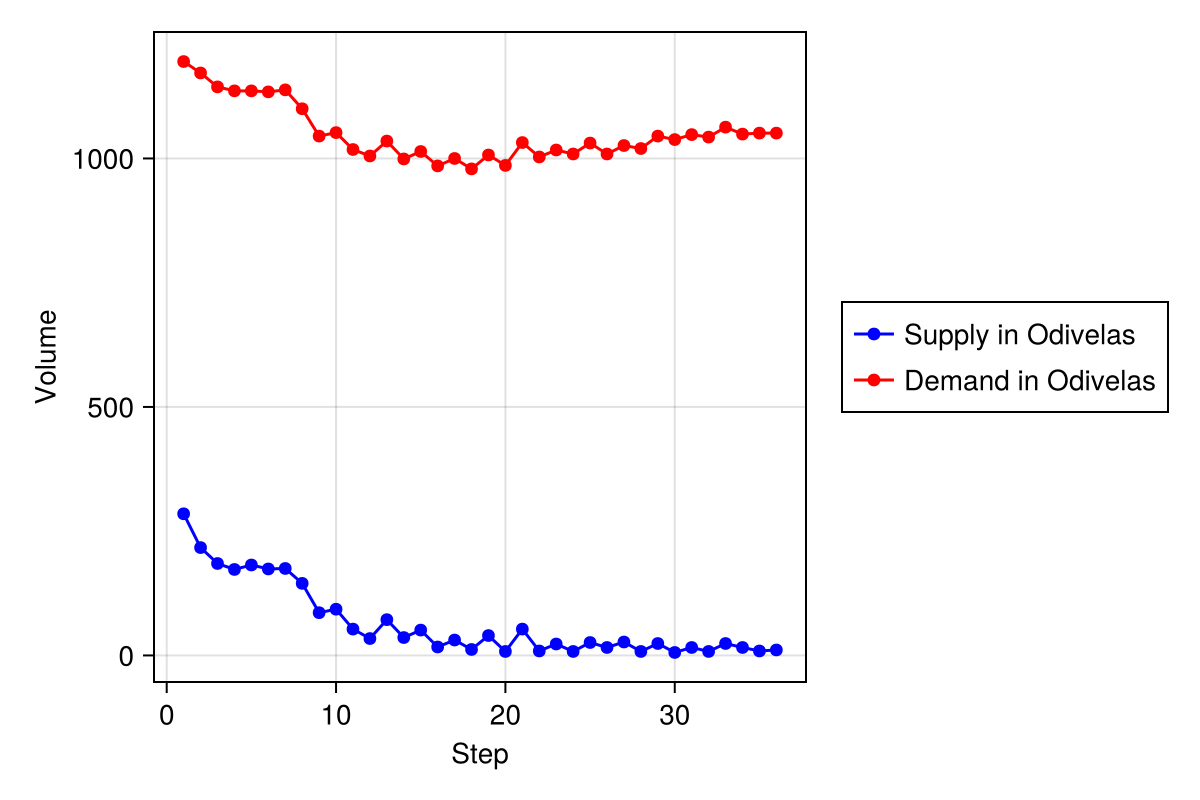 1000
500
0
0 10 20 30
Volume
Step
Supply in Odivelas
Demand in Odivelas